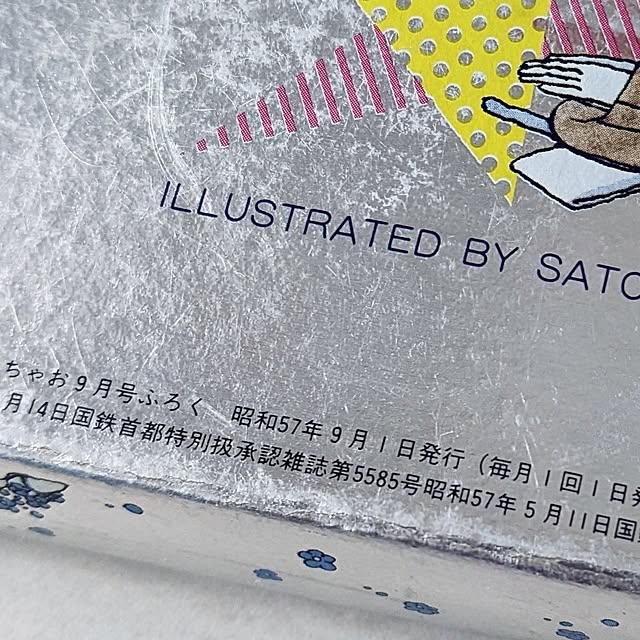 ILLUSTRATED BY SATO
ちゃお9月号ふろく 昭和57年9月1日発行（毎月1回1日発
月14日国鉄首都特別扱承認雑誌第5585号昭和57年5月11日国